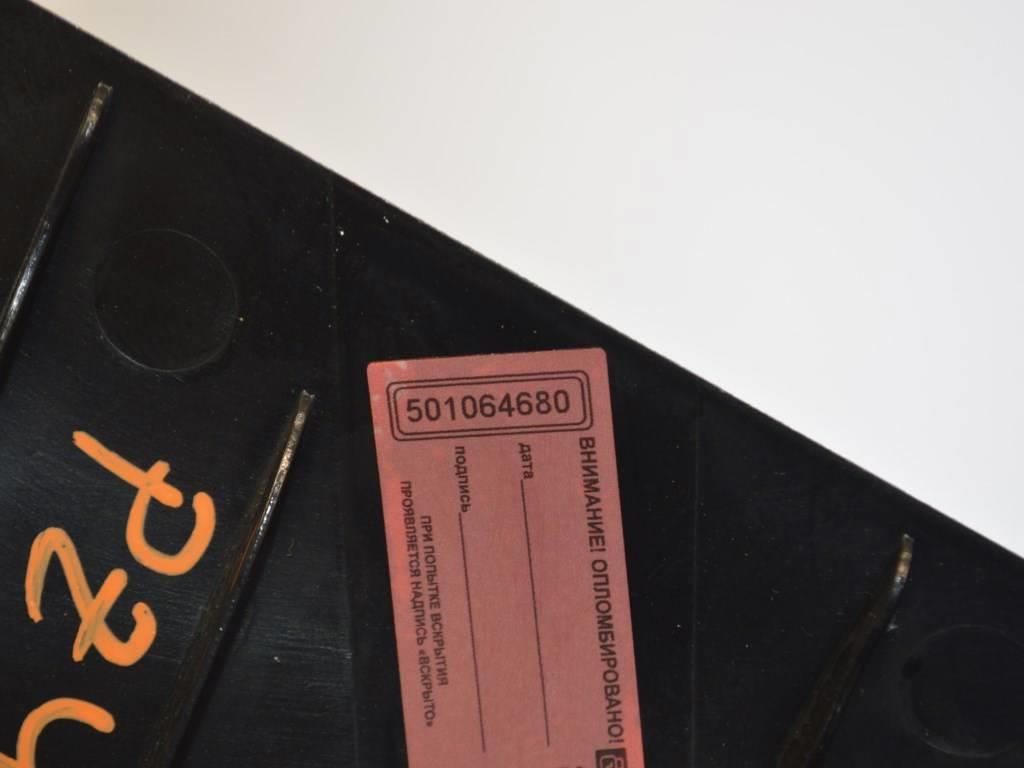 501064680
ВНИМАНИЕ! ОПЛОМБИРОВАНО!
дата
подпись
ПРИ ПОПЫТКЕ ВСКРЫТИЯ
ПРОЯВЛЯЕТСЯ НАДПИСЬ «ВСКРЫТО»